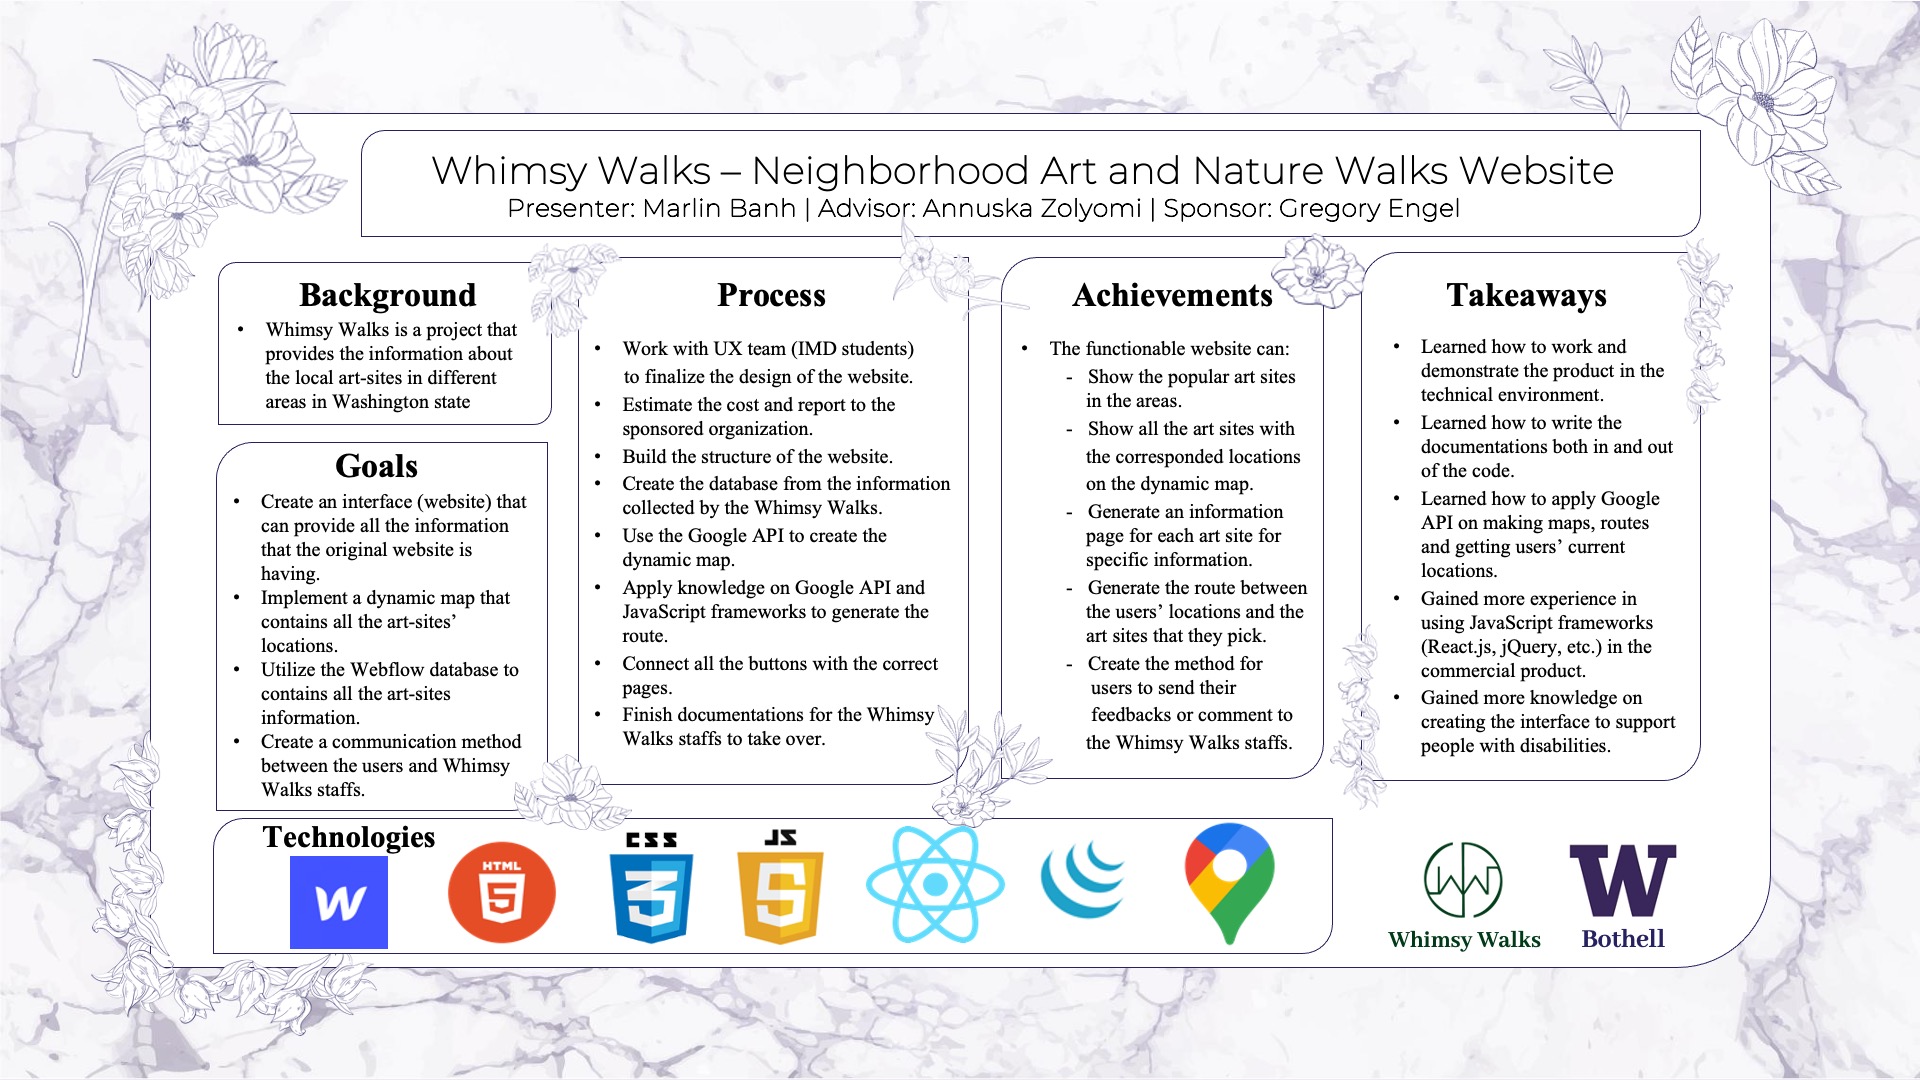 Whimsy Walks – Neighborhood Art and Nature Walks Website
Presenter: Marlin Banh | Advisor: Annuska Zolyomi | Sponsor: Gregory Engel
Background
• Whimsy Walks is a project that
provides the information about
the local art-sites in different
areas in Washington state
Goals
• Create an interface (website) that
can provide all the information
that the original website is
having.
• Implement a dynamic map that
contains all the art-sites’
locations.
• Utilize the Webflow database to
contains all the art-sites
information.
• Create a communication method
between the users and Whimsy
Walks staffs.
Process
• Work with UX team (IMD students)
to finalize the design of the website.
• Estimate the cost and report to the
sponsored organization.
• Build the structure of the website.
• Create the database from the information
collected by the Whimsy Walks.
• Use the Google API to create the
dynamic map.
• Apply knowledge on Google API and
JavaScript frameworks to generate the
route.
• Connect all the buttons with the correct
pages.
• Finish documentations for the Whimsy
Walks staffs to take over.
Achievements
• The functionable website can:
- Show the popular art sites
in the areas.
- Show all the art sites with
the corresponded locations
on the dynamic map.
- Generate an information
page for each art site for
specific information.
- Generate the route between
the users’ locations and the
art sites that they pick.
- Create the method for
users to send their
feedbacks or comment to
the Whimsy Walks staffs.
Takeaways
• Learned how to work and
demonstrate the product in the
technical environment.
• Learned how to write the
documentations both in and out
of the code.
• Learned how to apply Google
API on making maps, routes
and getting users’ current
locations.
• Gained more experience in
using JavaScript frameworks
(React.js, jQuery, etc.) in the
commercial product.
• Gained more knowledge on
creating the interface to support
people with disabilities.
Technologies
W
HTML
5
CSS
3
JS
5
W
Whimsy Walks
W
Bothell